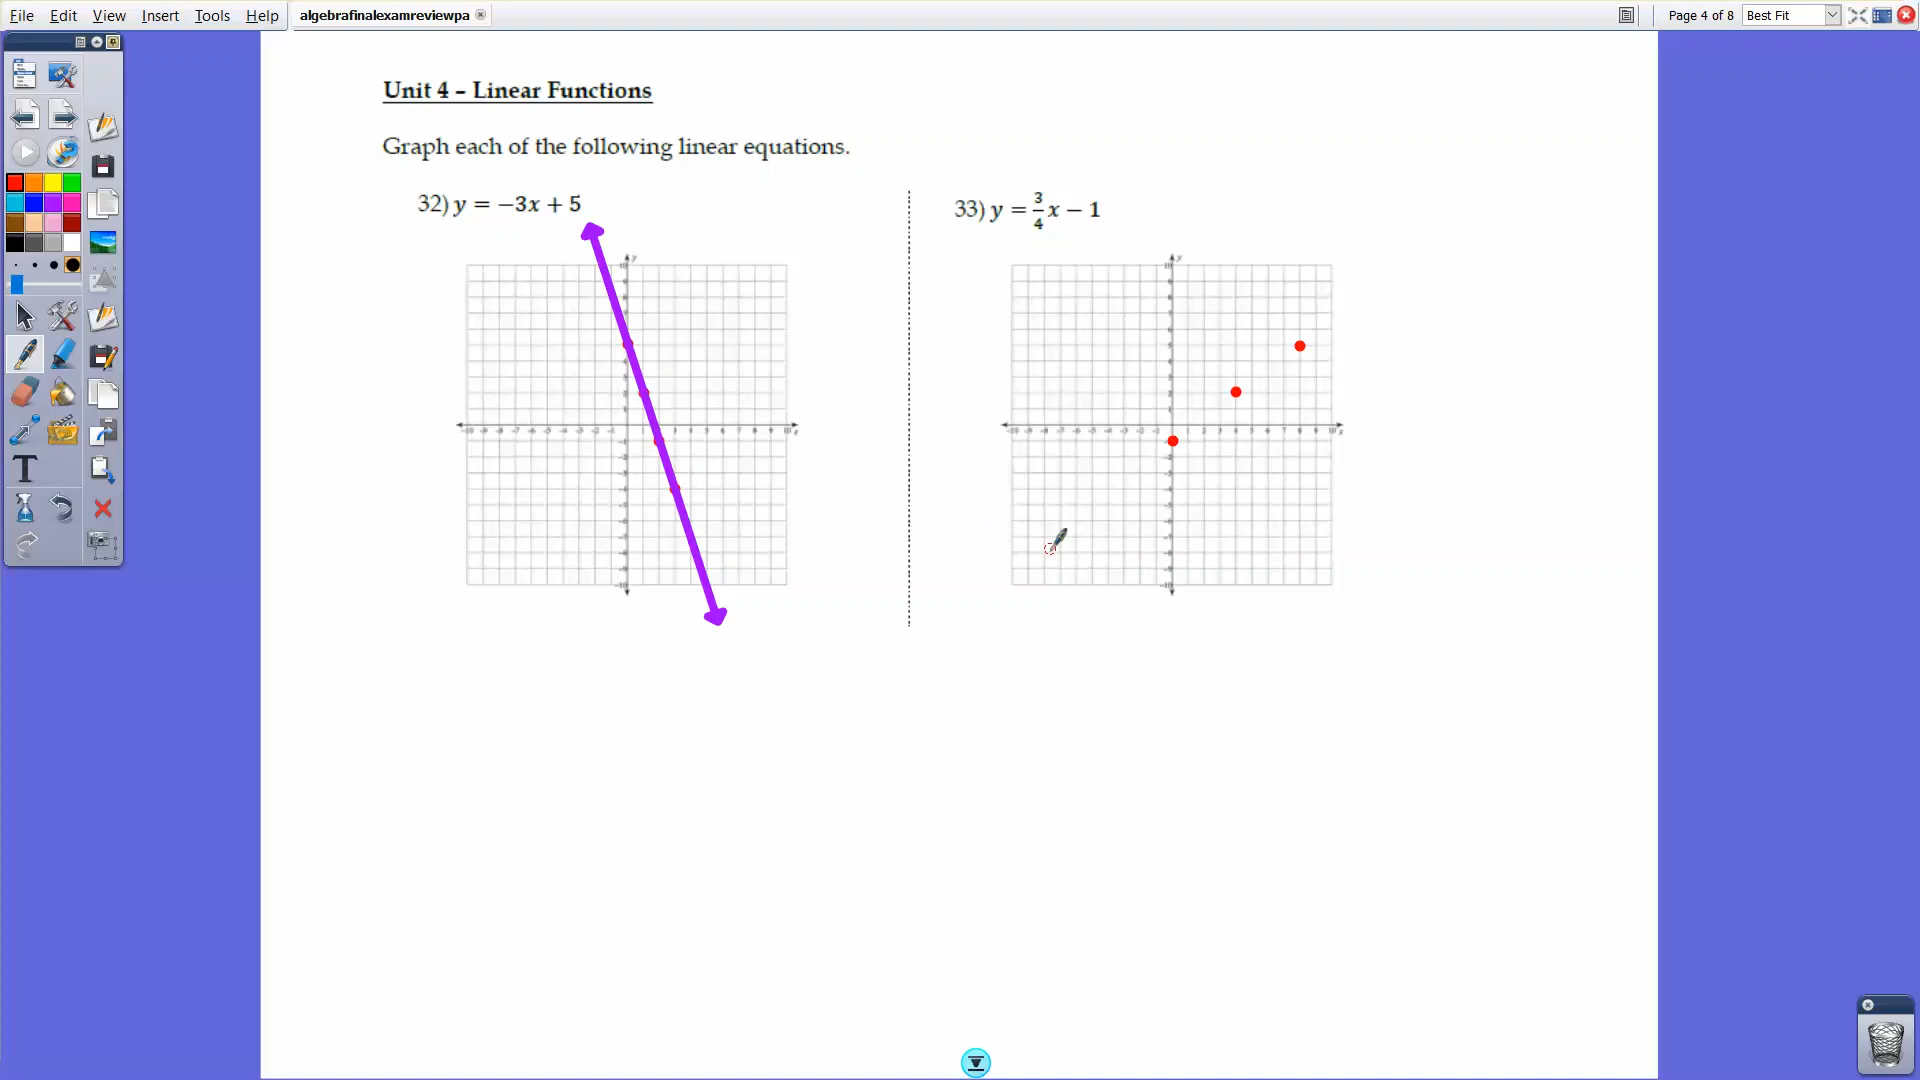 File Edit View Insert Tools Help algebrafinalexamreviewpa Page 4 of 8 Best Fit
Unit 4 – Linear Functions
Graph each of the following linear equations.
32) y = −3x + 5
33) y = 3/4 x − 1
T